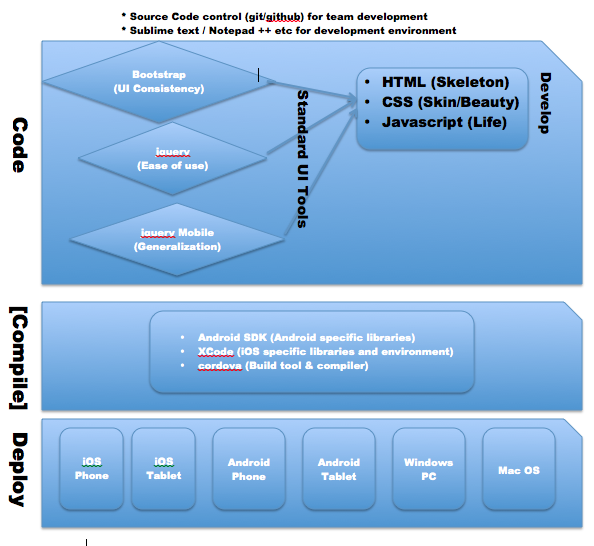 * Source Code control (git/github) for team development
* Sublime text / Notepad ++ etc for development environment
Code
Bootstrap
(UI Consistency)
jquery
(Ease of use)
jquery Mobile
(Generalization)
Standard UI Tools
• HTML (Skeleton)
• CSS (Skin/Beauty)
• Javascript (Life)
Develop
[Compile]
• Android SDK (Android specific libraries)
• XCode (iOS specific libraries and environment)
• cordova (Build tool & compiler)
Deploy
iOS
Phone
iOS
Tablet
Android
Phone
Android
Tablet
Windows
PC
Mac OS